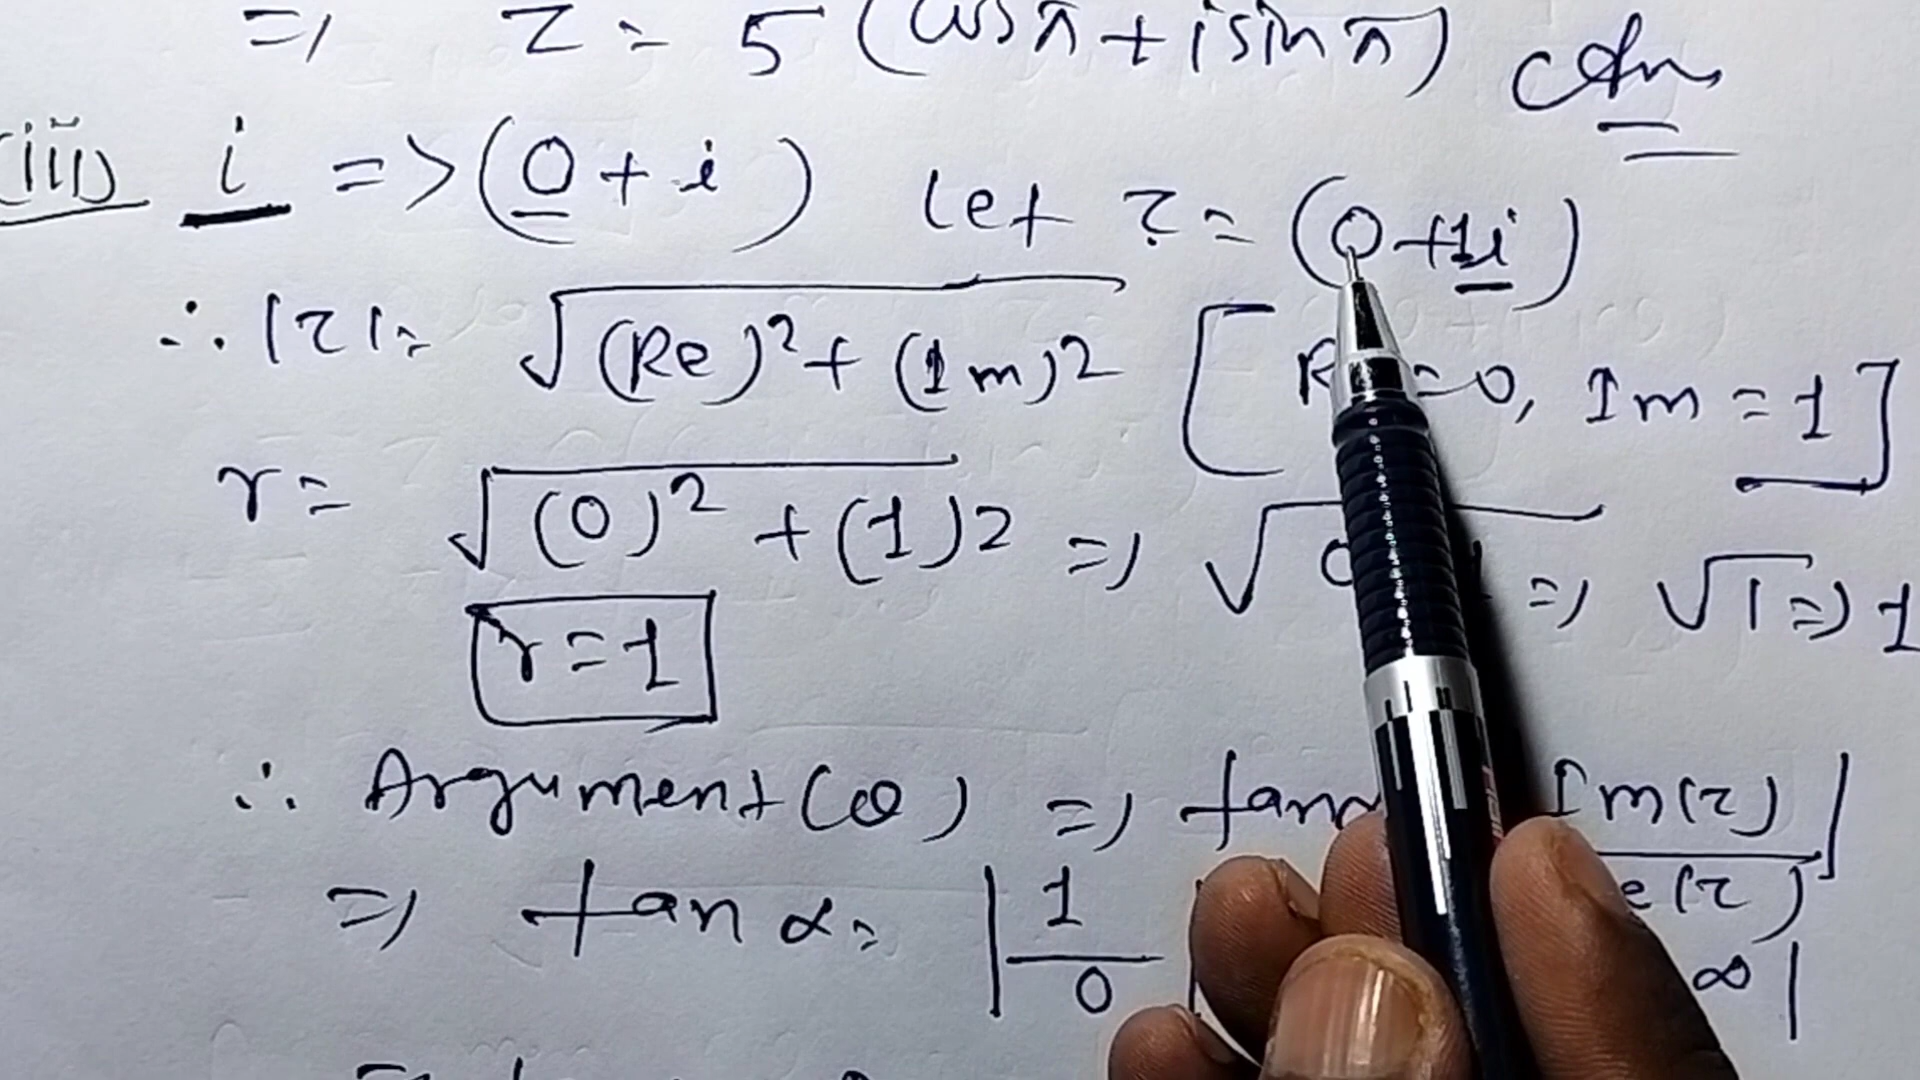 => z = 5 (cos π + i sin π) Ans
(iii) i => (0 + i) Let z = (0 + 1i)
∴ |z| = √(Re)² + (Im)² [ = 0, Im = 1]
r = √(0)² + (1)2 => √0 => √1 => 1
r = 1
∴ Argument (θ) => tan Im(z)
=> tan α = |1/0| e(z) ∞|